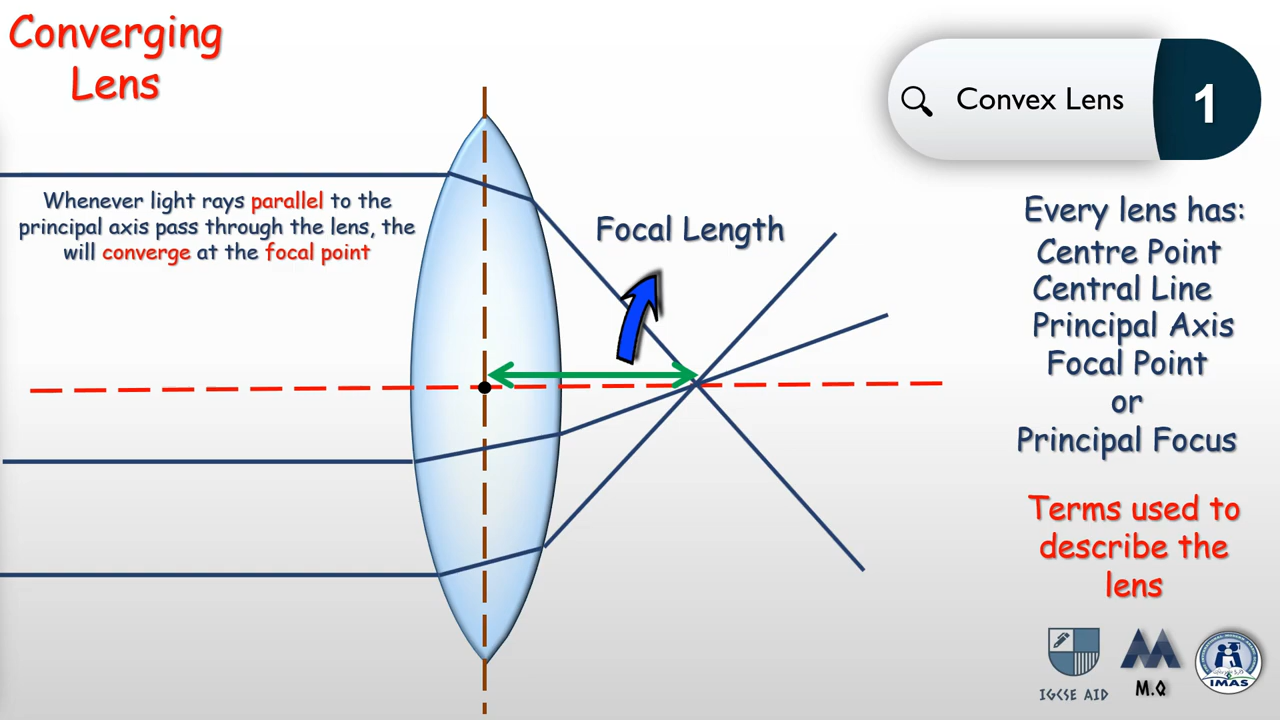 Converging
Lens
Convex Lens
1
Whenever light rays parallel to the
principal axis pass through the lens, the
will converge at the focal point
Focal Length
Every lens has:
Centre Point
Central Line
Principal Axis
Focal Point
or
Principal Focus
Terms used to
describe the
lens
IGCSE AID
M.Q
IMAS